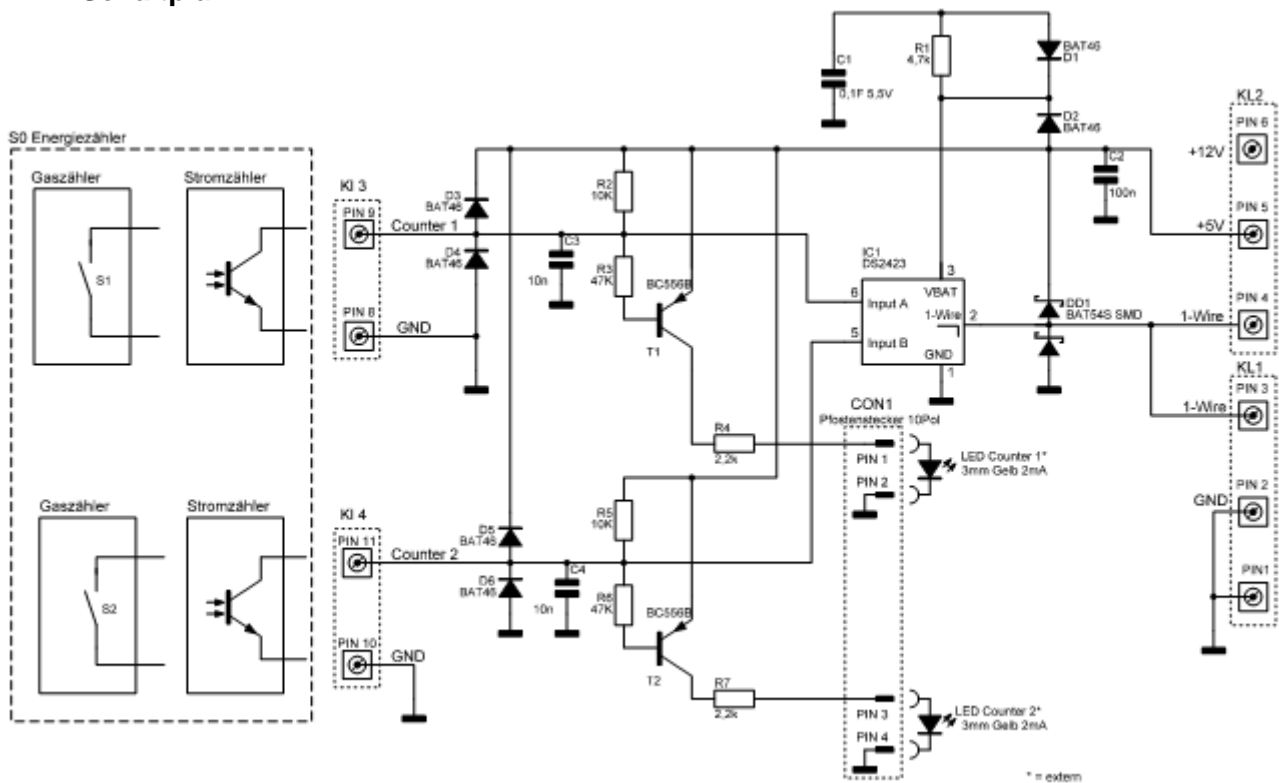 S0 Energiezähler
Gaszähler
Stromzähler
S1
Gaszähler
Stromzähler
S2
Kl 3
PIN 9
PIN 8
Counter 1
GND
Kl 4
PIN 11
PIN 10
Counter 2
GND
D3
BAT46
D4
BAT46
C3
10n
R2
10K
R3
47K
BC556B
T1
R4
2,2k
D5
BAT46
D6
BAT46
C4
10n
R5
10K
R6
47K
BC556B
T2
R7
2,2k
C1
0,1F 5,5V
R1
4,7k
BAT46
D1
D2
BAT46
C2
100n
IC1
DS2423
3
VBAT
6
Input A
1-Wire
2
5
Input B
GND
1
DD1
BAT54S SMD
CON1
Pfostenstecker 10Pol
PIN 1
PIN 2
LED Counter 1*
3mm Gelb 2mA
PIN 3
PIN 4
LED Counter 2*
3mm Gelb 2mA
KL2
PIN 6
+12V
PIN 5
+5V
PIN 4
1-Wire
KL1
PIN 3
1-Wire
PIN 2
GND
PIN1
* = extern